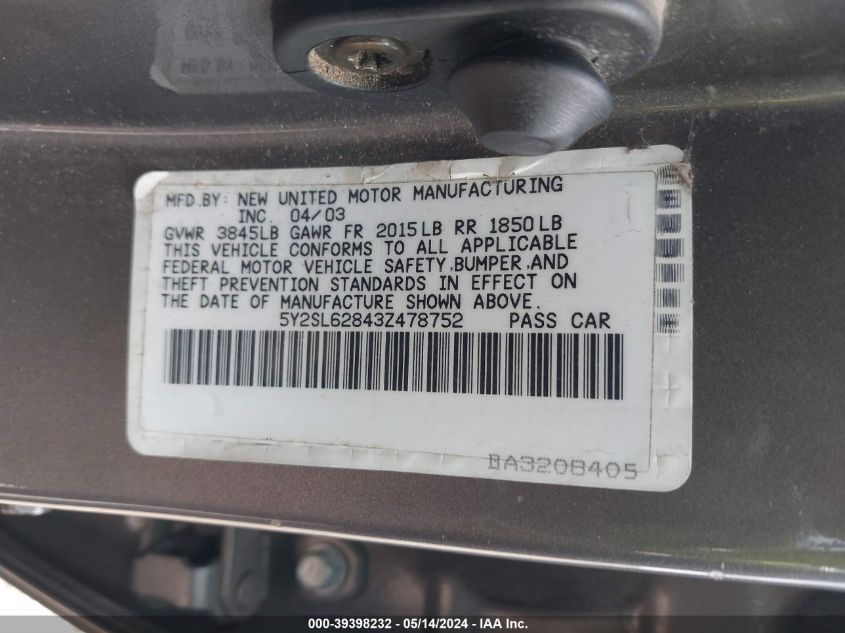 MFD.BY: NEW UNITED MOTOR MANUFACTURING
INC. 04/03
GVWR 3845LB GAWR FR 2015LB RR 1850LB
THIS VEHICLE CONFORMS TO ALL APPLICABLE
FEDERAL MOTOR VEHICLE SAFETY,BUMPER,AND
THEFT PREVENTION STANDARDS IN EFFECT ON
THE DATE OF MANUFACTURE SHOWN ABOVE.
5Y2SL62843Z478752 PASS CAR
BA3208405
000-39398232 - 05/14/2024 - IAA Inc.